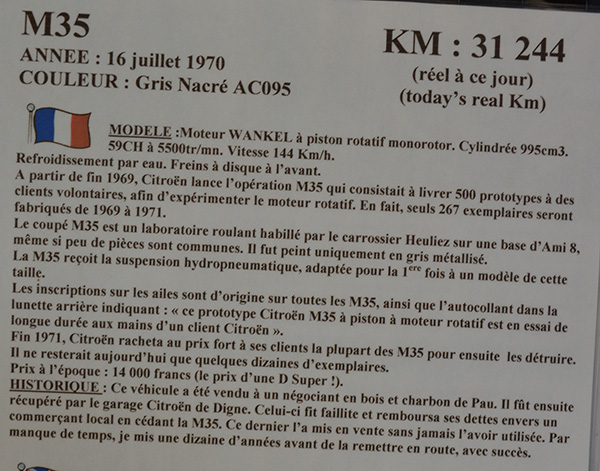 M35
ANNEE : 16 juillet 1970
COULEUR : Gris Nacré AC095
KM : 31 244
(réel à ce jour)
(today's real Km)
MODELE :Moteur WANKEL à piston rotatif monorotor. Cylindrée 995cm3.
59CH à 5500tr/mn. Vitesse 144 Km/h.
Refroidissement par eau. Freins à disque à l'avant.
A partir de fin 1969, Citroën lance l'opération M35 qui consistait à livrer 500 prototypes à des
clients volontaires, afin d'expérimenter le moteur rotatif. En fait, seuls 267 exemplaires seront
fabriqués de 1969 à 1971.
Le coupé M35 est un laboratoire roulant habillé par le carrossier Heuliez sur une base d'Ami 8,
même si peu de pièces sont communes. Il fut peint uniquement en gris métallisé.
La M35 reçoit la suspension hydropneumatique, adaptée pour la 1ere fois à un modèle de cette
taille.
Les inscriptions sur les ailes sont d'origine sur toutes les M35, ainsi que l'autocollant dans la
lunette arrière indiquant : « ce prototype Citroën M35 à piston à moteur rotatif est en essai de
longue durée aux mains d'un client Citroën ».
Fin 1971, Citroën racheta au prix fort à ses clients la plupart des M35 pour ensuite les détruire.
Il ne resterait aujourd'hui que quelques dizaines d'exemplaires.
Prix à l'époque : 14 000 francs (le prix d'une D Super !).
HISTORIQUE : Ce véhicule a été vendu à un négociant en bois et charbon de Pau. Il fût ensuite
récupéré par le garage Citroën de Digne. Celui-ci fit faillite et remboursa ses dettes envers un
commerçant local en cédant la M35. Ce dernier l'a mis en vente sans jamais l'avoir utilisée. Par
manque de temps, je mis une dizaine d'années avant de la remettre en route, avec succès.